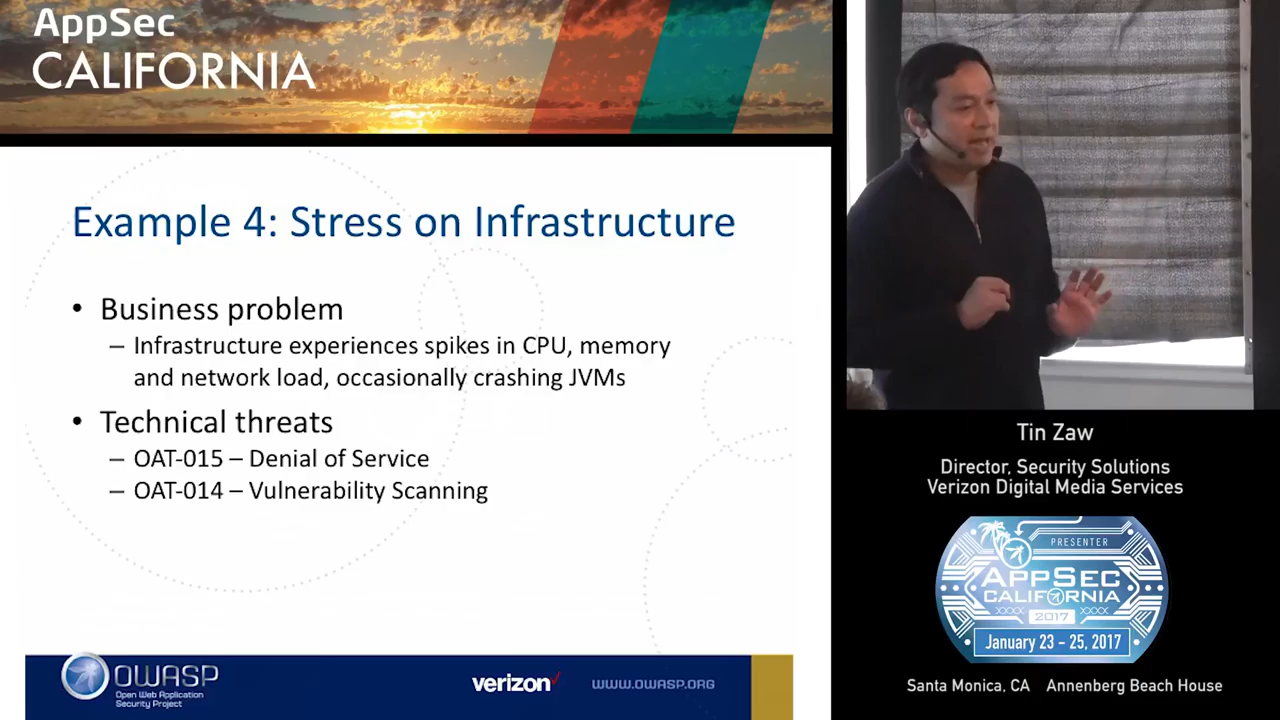 AppSec
CALIFORNIA
Example 4: Stress on Infrastructure
• Business problem
– Infrastructure experiences spikes in CPU, memory
and network load, occasionally crashing JVMs
• Technical threats
– OAT-015 – Denial of Service
– OAT-014 – Vulnerability Scanning
OWASP
Open Web Application
Security Project
verizon
WWW.OWASP.ORG
Tin Zaw
Director, Security Solutions
Verizon Digital Media Services
PRESENTER
APPSEC
CALIFORNIA
XXXX 2017 XXXX
January 23 - 25, 2017
Santa Monica, CA Annenberg Beach House